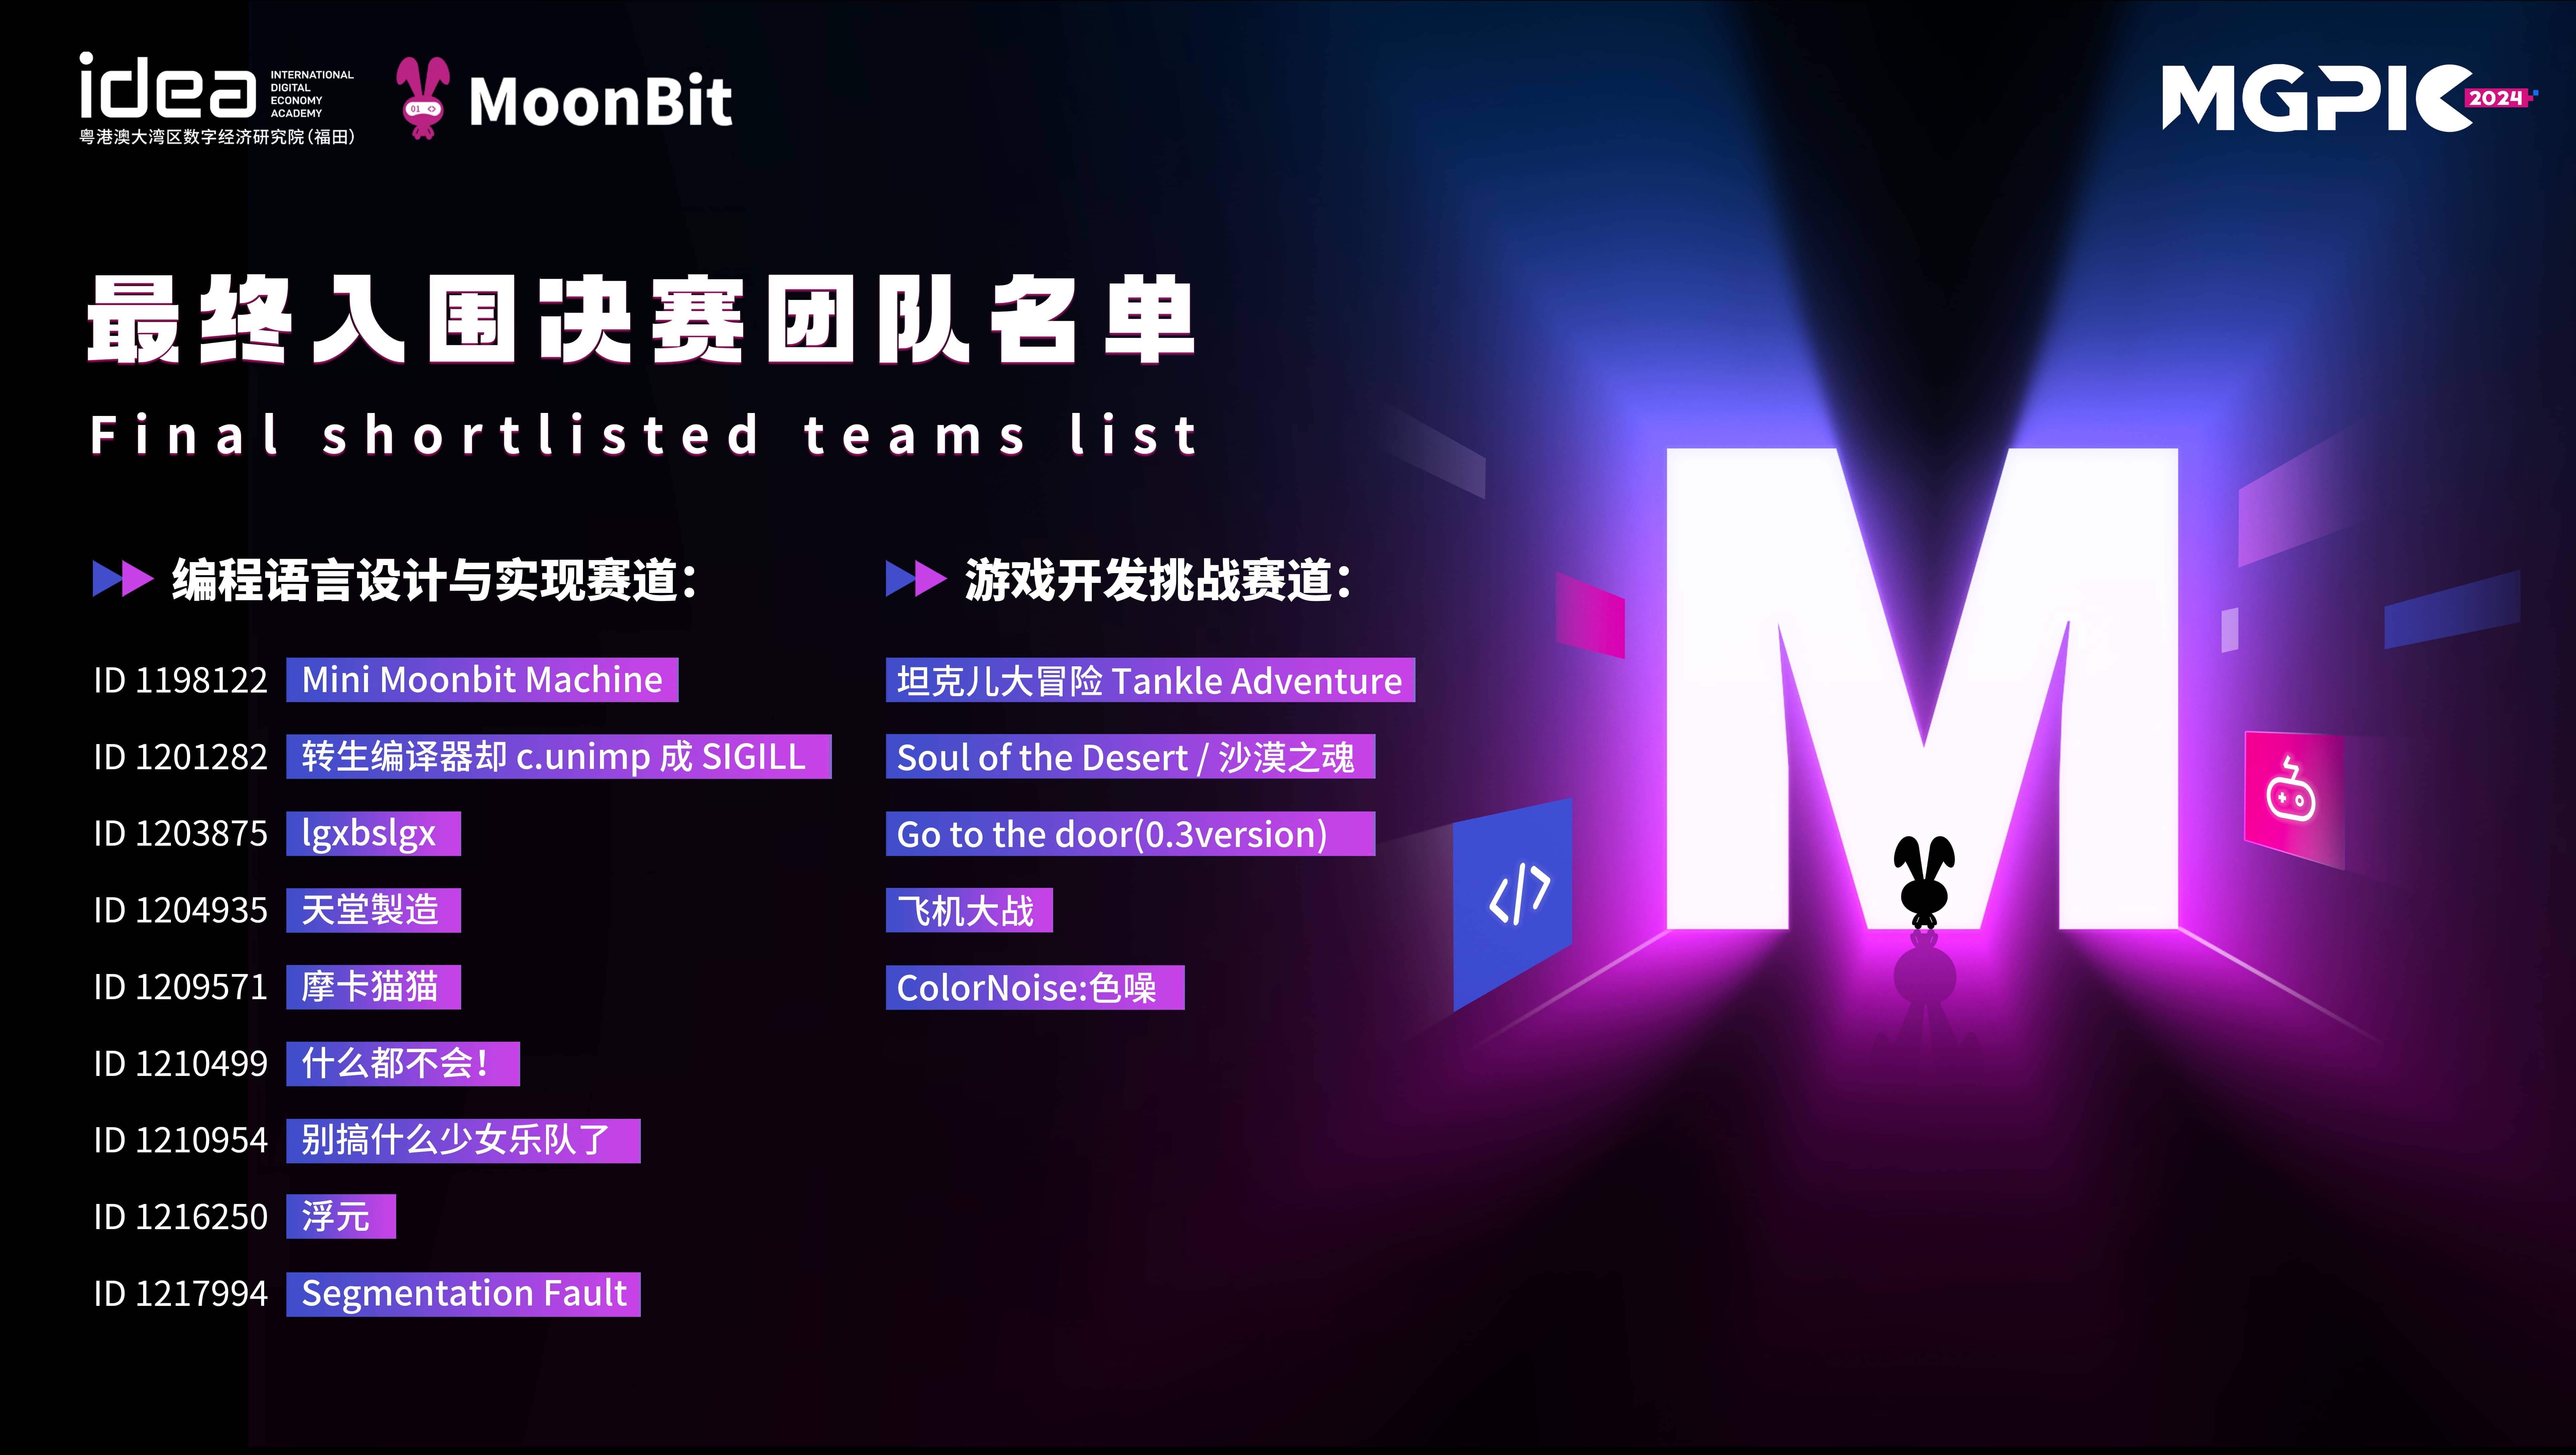 idea
INTERNATIONAL
DIGITAL
ECONOMY
ACADEMY
粤港澳大湾区数字经济研究院(福田)
01 <>
MoonBit
MGPIC 2024
最终入围决赛团队名单
Final shortlisted teams list
编程语言设计与实现赛道：
ID 1198122 Mini Moonbit Machine
ID 1201282 转生编译器却 c.unimp 成 SIGILL
ID 1203875 lgxbslgx
ID 1204935 天堂製造
ID 1209571 摩卡猫猫
ID 1210499 什么都不会！
ID 1210954 别搞什么少女乐队了
ID 1216250 浮元
ID 1217994 Segmentation Fault
游戏开发挑战赛道：
坦克儿大冒险 Tankle Adventure
Soul of the Desert / 沙漠之魂
Go to the door(0.3version)
飞机大战
ColorNoise:色噪
M
</>